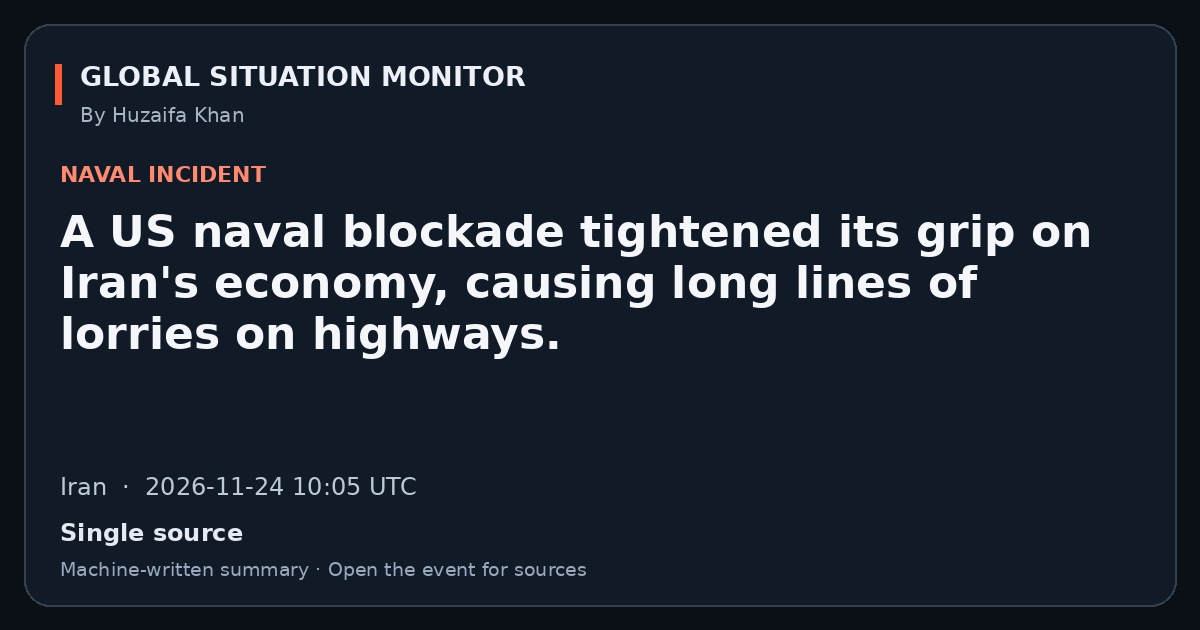 GLOBAL SITUATION MONITOR
By Huzaifa Khan
NAVAL INCIDENT
A US naval blockade tightened its grip on
Iran's economy, causing long lines of
lorries on highways.
Iran · 2026-11-24 10:05 UTC
Single source
Machine-written summary · Open the event for sources